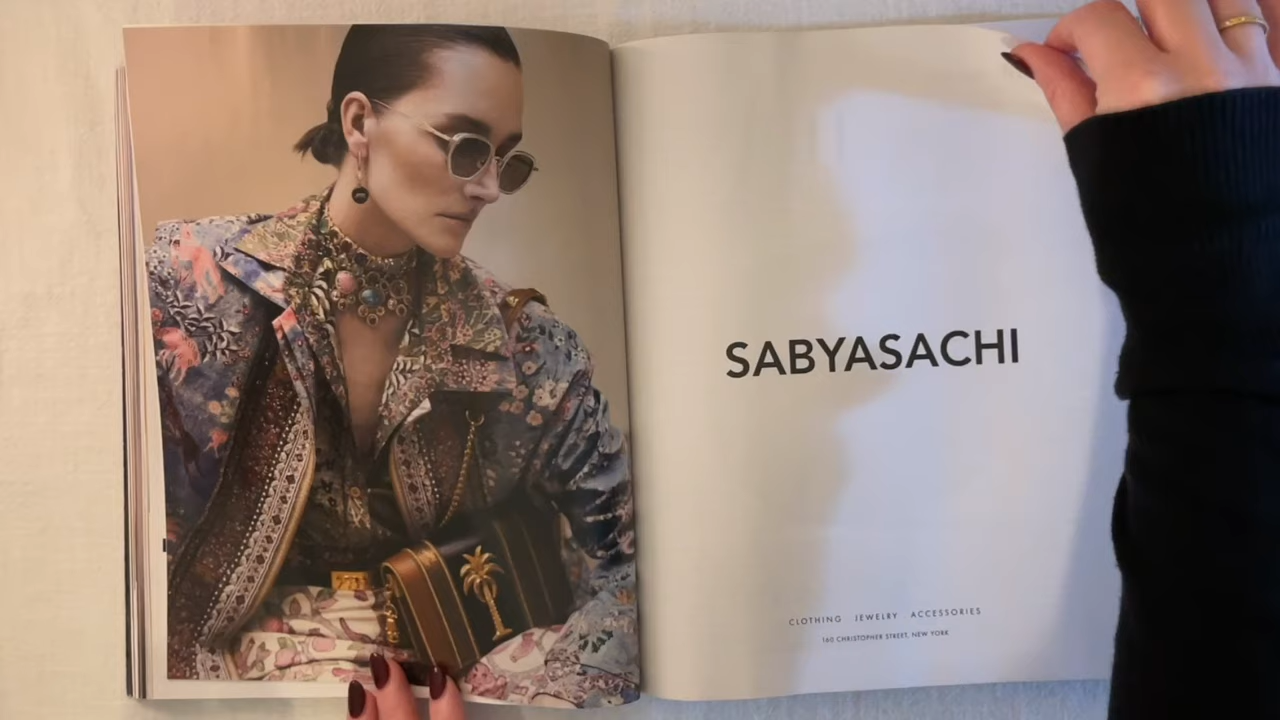 SABYASACHI
CLOTHING JEWELRY ACCESSORIES
160 CHRISTOPHER STREET, NEW YORK